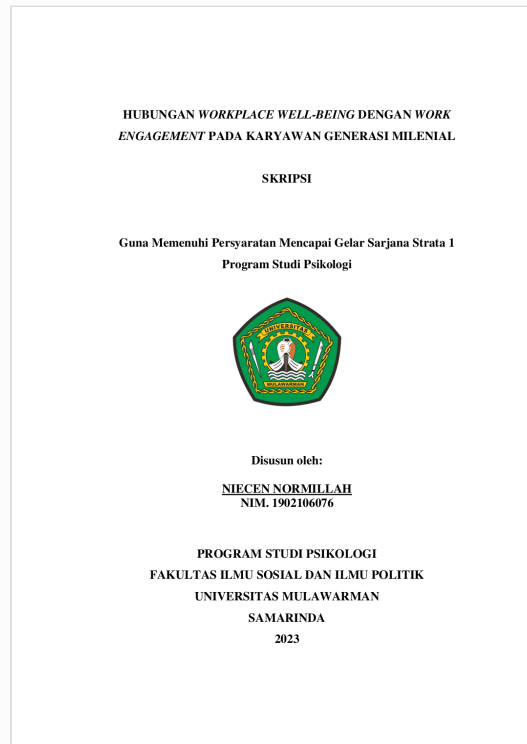 HUBUNGAN WORKPLACE WELL-BEING DENGAN WORK
ENGAGEMENT PADA KARYAWAN GENERASI MILENIAL
SKRIPSI
Guna Memenuhi Persyaratan Mencapai Gelar Sarjana Strata 1
Program Studi Psikologi
UNIVERSITAS
MULAWARMAN
Disusun oleh:
NIECEN NORMILLAH
NIM. 1902106076
PROGRAM STUDI PSIKOLOGI
FAKULTAS ILMU SOSIAL DAN ILMU POLITIK
UNIVERSITAS MULAWARMAN
SAMARINDA
2023